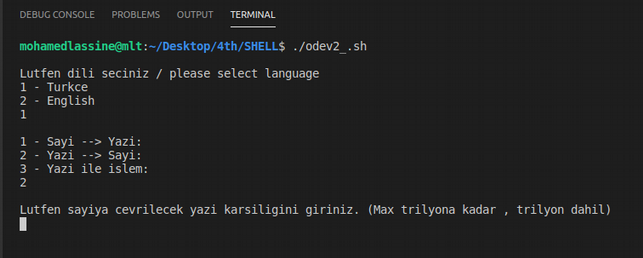 DEBUG CONSOLE PROBLEMS OUTPUT TERMINAL
mohamedlassine@mlt:~/Desktop/4th/SHELL$ ./odev2_.sh
Lutfen dili seciniz / please select language
1 - Turkce
2 - English
1
1 - Sayi --> Yazi:
2 - Yazi --> Sayi:
3 - Yazi ile islem:
2
Lutfen sayiya cevrilecek yazi karsiligini giriniz. (Max trilyona kadar , trilyon dahil)